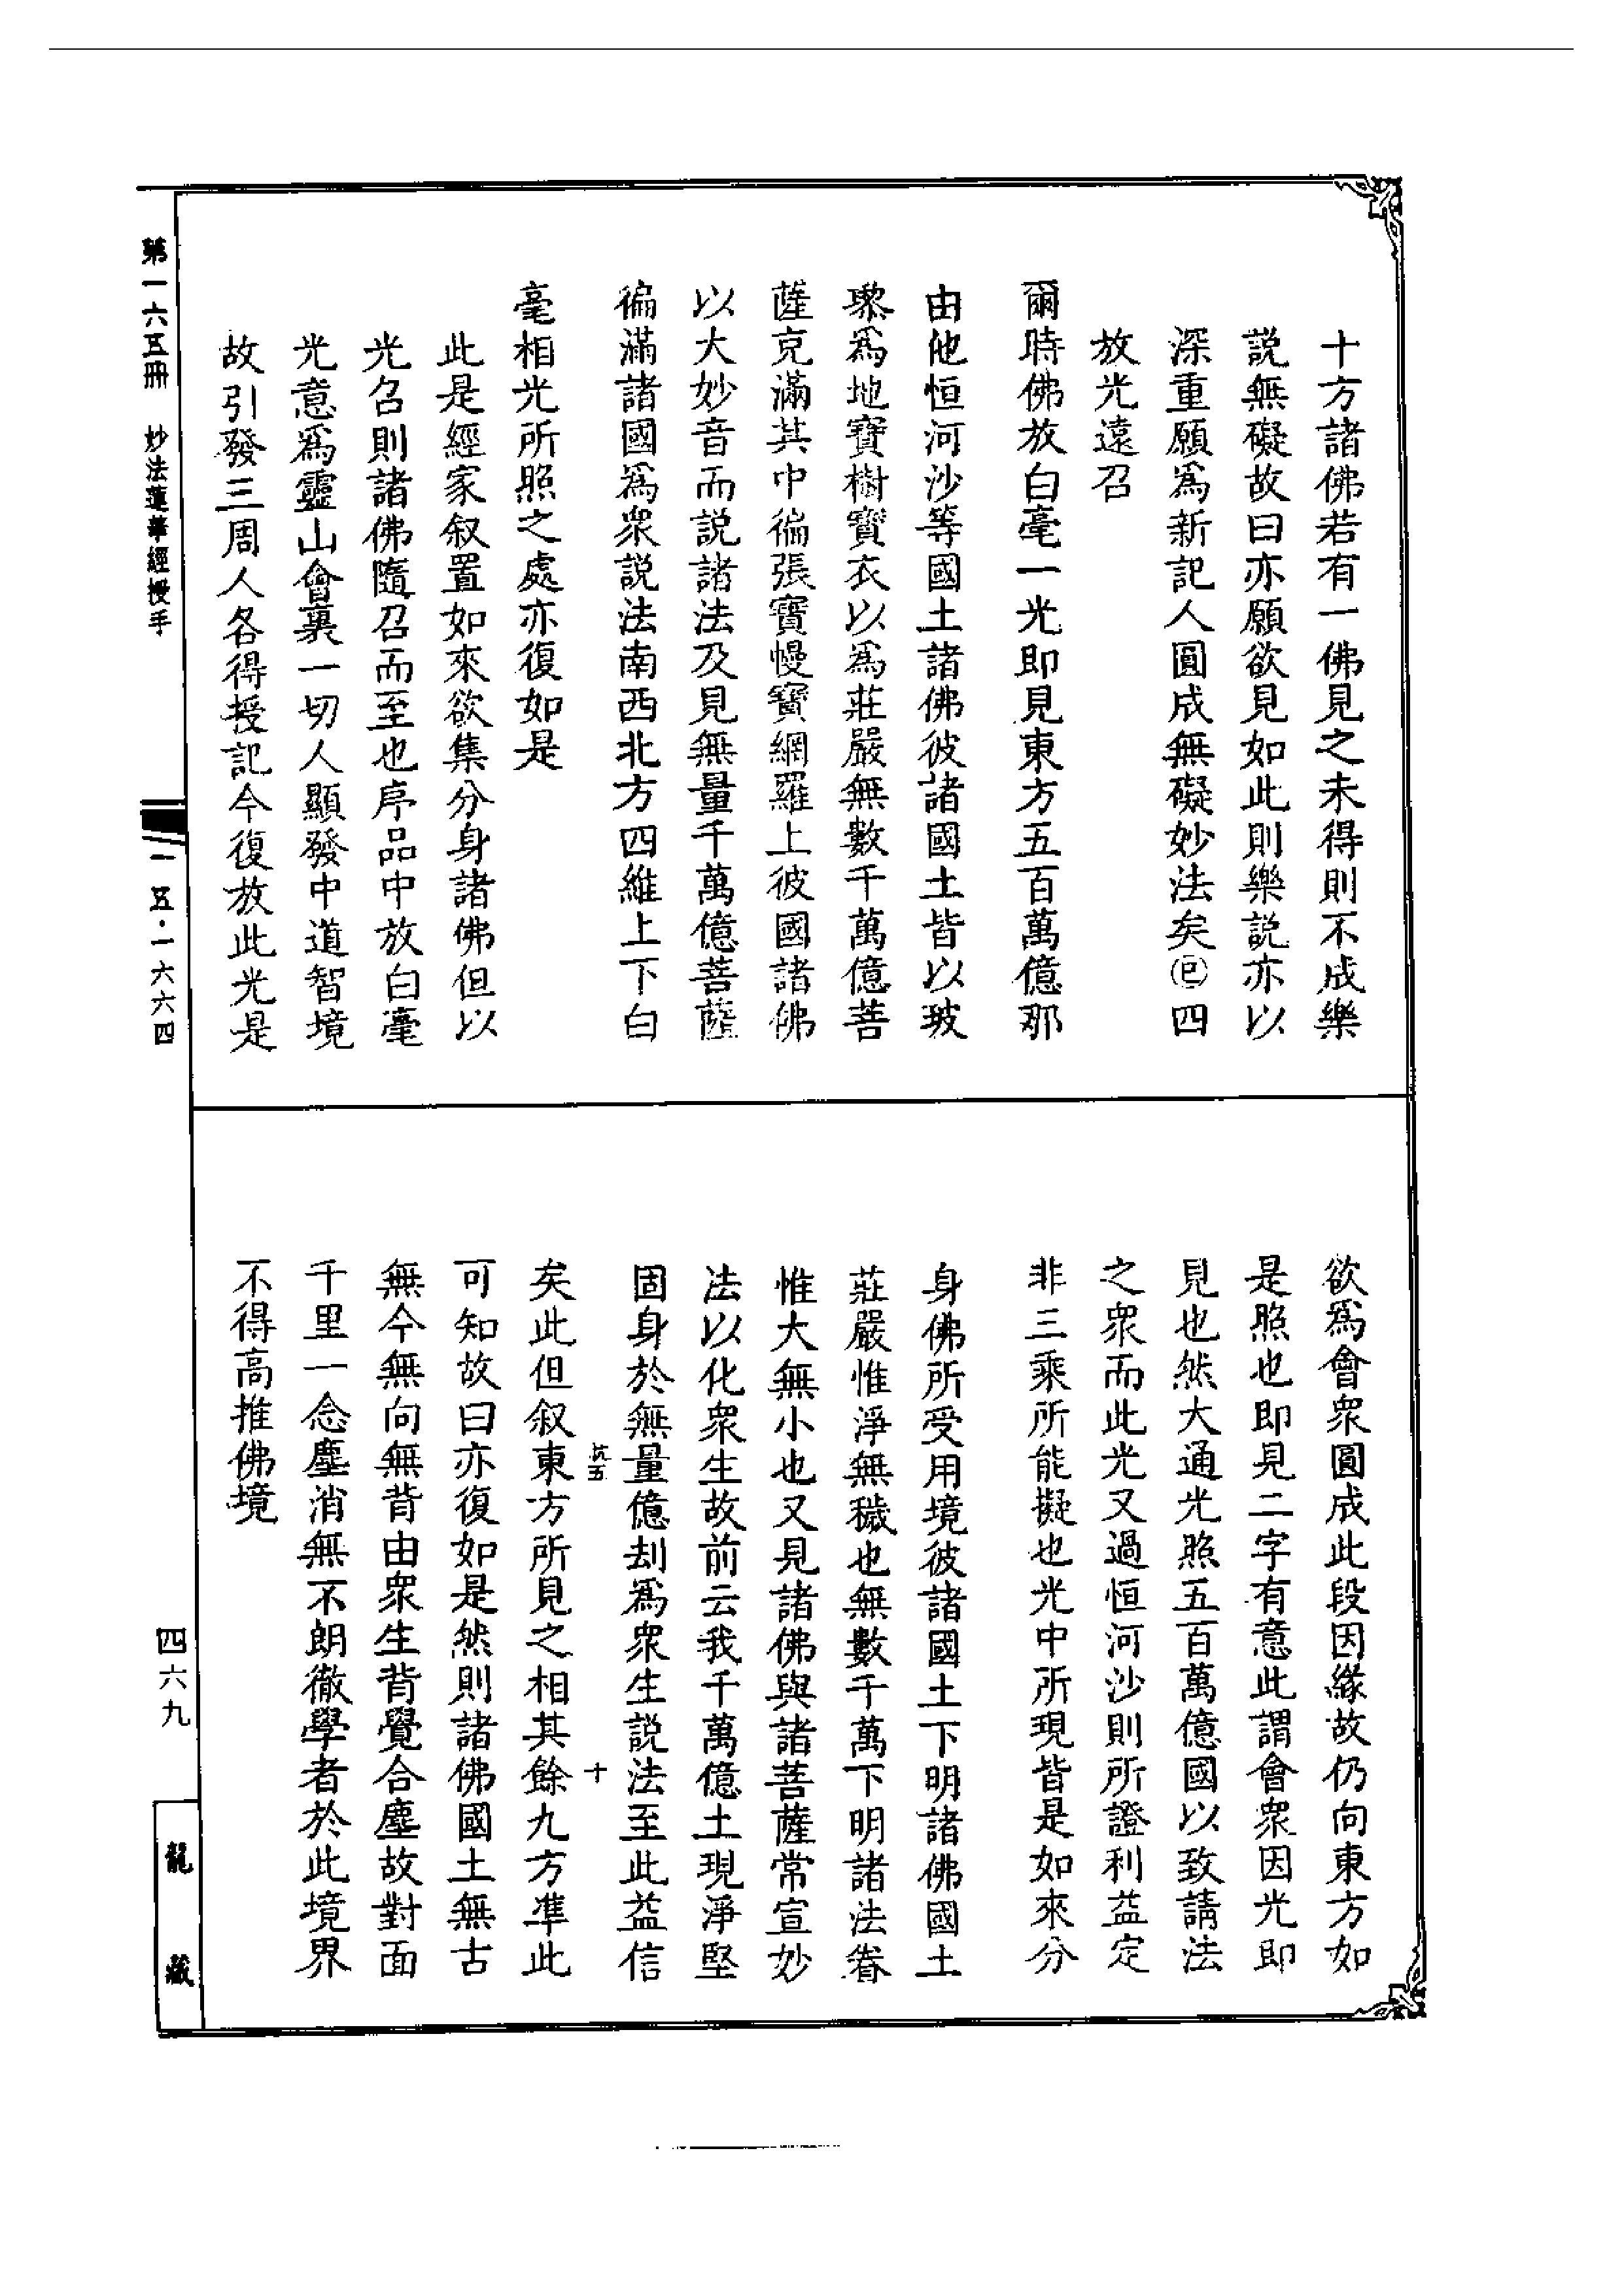 十方諸佛若有一佛見之未得則不成樂
説無礙故曰亦願欲見如此則樂説亦以
深重願爲新記人圓成無礙妙法矣㊁四
放光遠召
爾時佛放白毫一光即見東方五百萬億那
由他恒河沙等國土諸佛彼諸國土皆以玻
瓈爲地寶樹寶衣以爲莊嚴無數千萬億菩
薩充滿其中徧張寶幔寶網羅上彼國諸佛
以大妙音而説諸法及見無量千萬億菩薩
徧滿諸國爲衆説法南西北方四維上下白
毫相光所照之處亦復如是
此是經家叙置如來欲集分身諸佛但以
光召則諸佛隨召而至也序品中放白毫
光意爲靈山會裏一切人顯發中道智境
故引發三周人各得授記今復放此光是
欲爲會衆圓成此段因緣故仍向東方如
是照也即見二字有意此謂會衆因光即
見也然大通光照五百萬億國以致請法
之衆而此光又過恒河沙則所證利益定
非三乘所能擬也光中所現皆是如來分
身佛所受用境彼諸國土下明諸佛國土
莊嚴惟淨無穢也無數千萬下明諸法眷
惟大無小也又見諸佛與諸菩薩常宣妙
法以化衆生故前云我千萬億土現淨堅
固身於無量億刦爲衆生説法至此益信
十
矣此但叙東方所見之相其餘九方準此
可知故曰亦復如是然則諸佛國土無古
無今無向無背由衆生背覺合塵故對面
千里一念塵消無不朗徹學者於此境界
不得高推佛境
第一六五冊 妙法蓮華經授手
一五·一六六四
四六九
龍藏